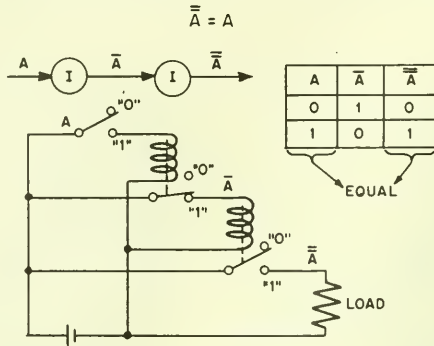 A̿ = A
A I A̅ I A̿
A A̅ A̿
0 1 0
1 0 1
EQUAL
A "0"
"1"
"0"
A̅
"1"
"0"
A̿
"1"
LOAD